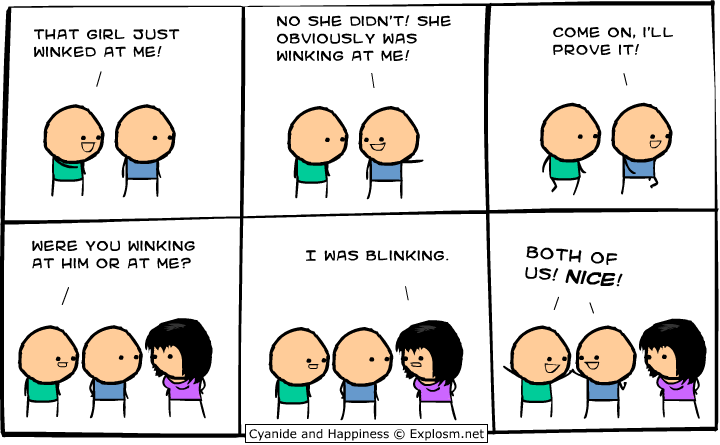 THAT GIRL JUST
WINKED AT ME!
NO SHE DIDN'T! SHE
OBVIOUSLY WAS
WINKING AT ME!
COME ON, I'LL
PROVE IT!
WERE YOU WINKING
AT HIM OR AT ME?
I WAS BLINKING.
BOTH OF
US! NICE!
Cyanide and Happiness © Explosm.net